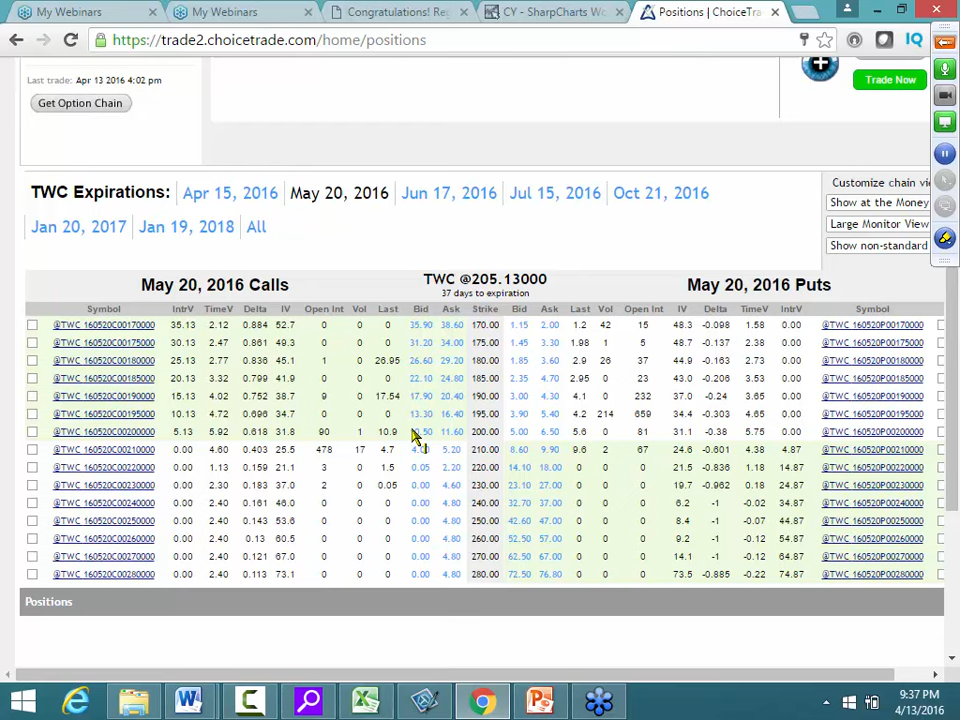 My Webinars × My Webinars × Congratulations! Re × CY - SharpCharts Wo × Positions | ChoiceTra ×
https://trade2.choicetrade.com/home/positions
IQ
Last trade: Apr 13 2016 4:02 pm
Trade Now
Get Option Chain
TWC Expirations: Apr 15, 2016 May 20, 2016 Jun 17, 2016 Jul 15, 2016 Oct 21, 2016
Jan 20, 2017 Jan 19, 2018 All
Customize chain vi
Show at the Money
Large Monitor View
Show non-standard
May 20, 2016 Calls TWC @205.13000 May 20, 2016 Puts
37 days to expiration
Symbol IntrV TimeV Delta IV Open Int Vol Last Bid Ask Strike Bid Ask Last Vol Open Int IV Delta TimeV IntrV Symbol
@TWC 160520C00170000 35.13 2.12 0.884 52.7 0 0 0 35.90 38.60 170.00 1.15 2.00 1.2 42 15 48.3 -0.098 1.58 0.00 @TWC 160520P00170000
@TWC 160520C00175000 30.13 2.47 0.861 49.3 0 0 0 31.20 34.00 175.00 1.45 3.30 1.98 1 5 48.7 -0.137 2.38 0.00 @TWC 160520P00175000
@TWC 160520C00180000 25.13 2.77 0.836 45.1 1 0 26.95 26.60 29.20 180.00 1.85 3.60 2.9 26 37 44.9 -0.163 2.73 0.00 @TWC 160520P00180000
@TWC 160520C00185000 20.13 3.32 0.799 41.9 0 0 0 22.10 24.80 185.00 2.35 4.70 2.95 0 23 43.0 -0.206 3.53 0.00 @TWC 160520P00185000
@TWC 160520C00190000 15.13 4.02 0.752 38.7 9 0 17.54 17.90 20.40 190.00 3.00 4.30 4.1 0 232 37.0 -0.24 3.65 0.00 @TWC 160520P00190000
@TWC 160520C00195000 10.13 4.72 0.696 34.7 0 0 0 13.30 16.40 195.00 3.90 5.40 4.2 214 659 34.4 -0.303 4.65 0.00 @TWC 160520P00195000
@TWC 160520C00200000 5.13 5.92 0.618 31.8 90 1 10.9 11.60 200.00 5.00 6.50 5.6 0 81 31.1 -0.38 5.75 0.00 @TWC 160520P00200000
@TWC 160520C00210000 0.00 4.60 0.403 25.5 478 17 4.7 5.20 210.00 8.60 9.90 9.6 2 67 24.6 -0.601 4.38 4.87 @TWC 160520P00210000
@TWC 160520C00220000 0.00 1.13 0.159 21.1 3 0 1.5 0.05 2.20 220.00 14.10 18.00 0 0 0 21.5 -0.836 1.18 14.87 @TWC 160520P00220000
@TWC 160520C00230000 0.00 2.30 0.183 37.0 2 0 0.05 0.00 4.60 230.00 23.10 27.00 0 0 0 19.7 -0.962 0.18 24.87 @TWC 160520P00230000
@TWC 160520C00240000 0.00 2.40 0.161 46.0 0 0 0 0.00 4.80 240.00 32.70 37.00 0 0 0 6.2 -1 -0.02 34.87 @TWC 160520P00240000
@TWC 160520C00250000 0.00 2.40 0.143 53.6 0 0 0 0.00 4.80 250.00 42.60 47.00 0 0 0 8.4 -1 -0.07 44.87 @TWC 160520P00250000
@TWC 160520C00260000 0.00 2.40 0.13 60.5 0 0 0 0.00 4.80 260.00 52.50 57.00 0 0 0 9.2 -1 -0.12 54.87 @TWC 160520P00260000
@TWC 160520C00270000 0.00 2.40 0.121 67.0 0 0 0 0.00 4.80 270.00 62.50 67.00 0 0 0 14.1 -1 -0.12 64.87 @TWC 160520P00270000
@TWC 160520C00280000 0.00 2.40 0.113 73.1 0 0 0 0.00 4.80 280.00 72.50 76.80 0 0 0 73.5 -0.885 -0.22 74.87 @TWC 160520P00280000
Positions
9:37 PM
4/13/2016